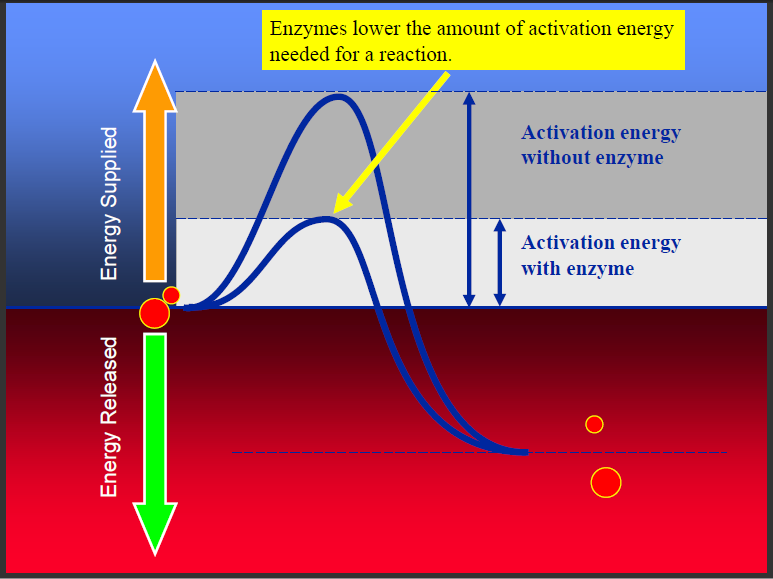 Enzymes lower the amount of activation energy
needed for a reaction.
Energy Supplied
Activation energy
without enzyme
Activation energy
with enzyme
Energy Released